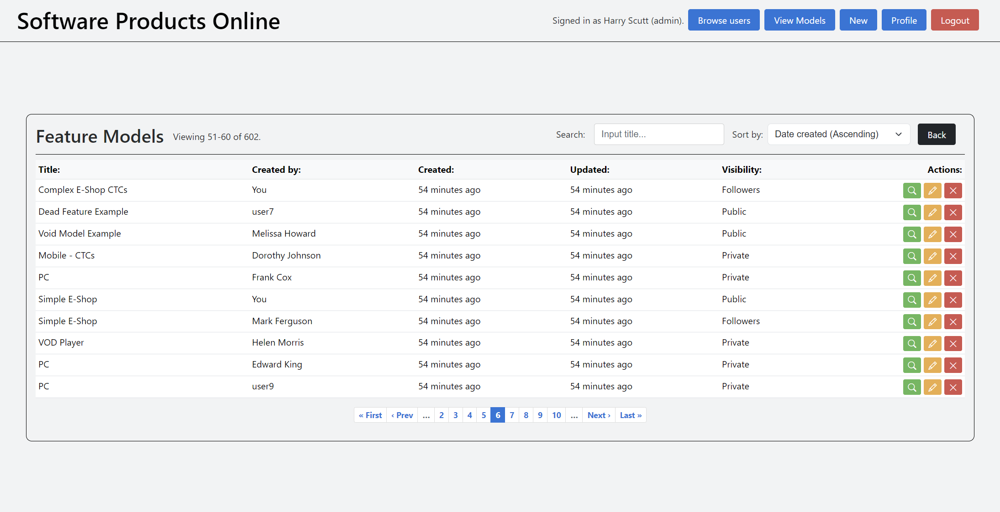 Software Products Online
Signed in as Harry Scutt (admin). Browse users View Models New Profile Logout
Feature Models Viewing 51-60 of 602. Search: Input title... Sort by: Date created (Ascending) Back
Title: Created by: Created: Updated: Visibility: Actions:
Complex E-Shop CTCs You 54 minutes ago 54 minutes ago Followers
Dead Feature Example user7 54 minutes ago 54 minutes ago Public
Void Model Example Melissa Howard 54 minutes ago 54 minutes ago Public
Mobile - CTCs Dorothy Johnson 54 minutes ago 54 minutes ago Private
PC Frank Cox 54 minutes ago 54 minutes ago Private
Simple E-Shop You 54 minutes ago 54 minutes ago Public
Simple E-Shop Mark Ferguson 54 minutes ago 54 minutes ago Followers
VOD Player Helen Morris 54 minutes ago 54 minutes ago Private
PC Edward King 54 minutes ago 54 minutes ago Private
PC user9 54 minutes ago 54 minutes ago Private
« First ‹ Prev ... 2 3 4 5 6 7 8 9 10 ... Next › Last »